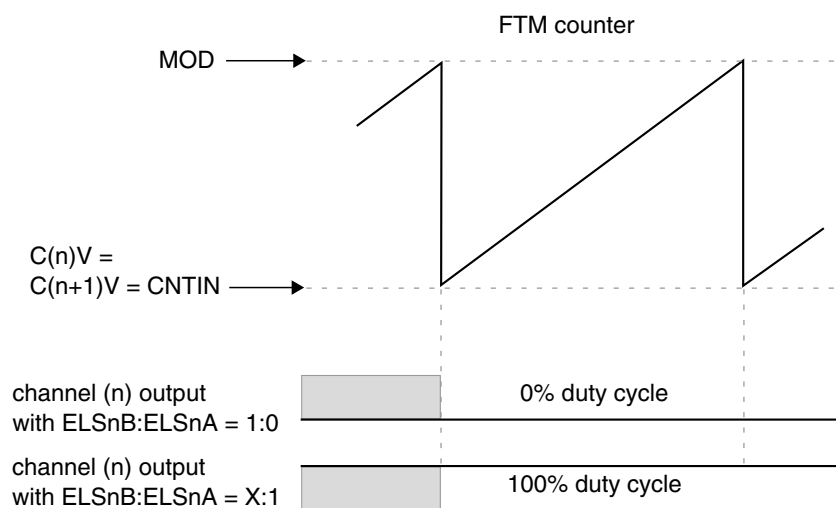 FTM counter
MOD
C(n)V =
C(n+1)V = CNTIN
channel (n) output
with ELSnB:ELSnA = 1:0
0% duty cycle
channel (n) output
with ELSnB:ELSnA = X:1
100% duty cycle